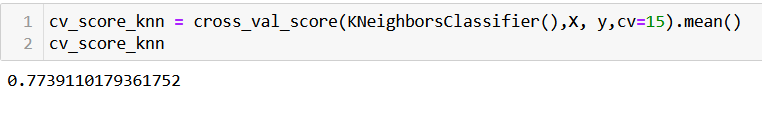 1 cv_score_knn = cross_val_score(KNeighborsClassifier(),X, y,cv=15).mean()
2 cv_score_knn
0.7739110179361752